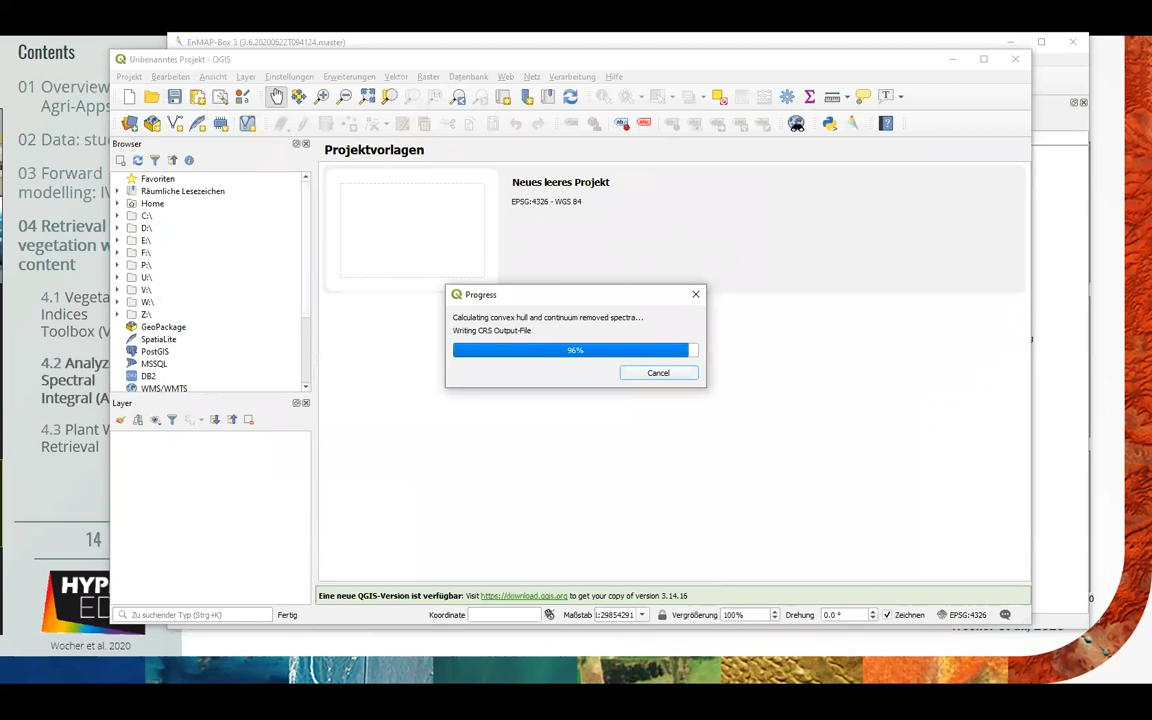 Contents
01 Overview
Agri-Apps
02 Data: stu
03 Forward
modelling: IV
04 Retrieval
vegetation w
content
4.1 Vegeta
Indices
Toolbox (V
4.2 Analyz
Spectral
Integral (A
4.3 Plant W
Retrieval
14
HYP
ED
Wocher et al. 2020
EnMAP-Box 3 (3.6.20200622T094124.master)
Unbenanntes Projekt - QGIS
Projekt Bearbeiten Ansicht Layer Einstellungen Erweiterungen Vektor Raster Datenbank Web Netz Verarbeitung Hilfe
Browser
Favoriten
Räumliche Lesezeichen
Home
C:\
D:\
E:\
F:\
P:\
U:\
V:\
W:\
Z:\
GeoPackage
SpatiaLite
PostGIS
MSSQL
DB2
WMS/WMTS
Layer
Projektvorlagen
Neues leeres Projekt
EPSG:4326 - WGS 84
Progress
Calculating convex hull and continuum removed spectra...
Writing CRS Output-File
96%
Cancel
Eine neue QGIS-Version ist verfügbar: Visit https://download.qgis.org to get your copy of version 3.14.16
Zu suchender Typ (Strg+K) Fertig Koordinate Maßstab 1:29854291 Vergrößerung 100% Drehung 0.0 ° Zeichnen EPSG:4326